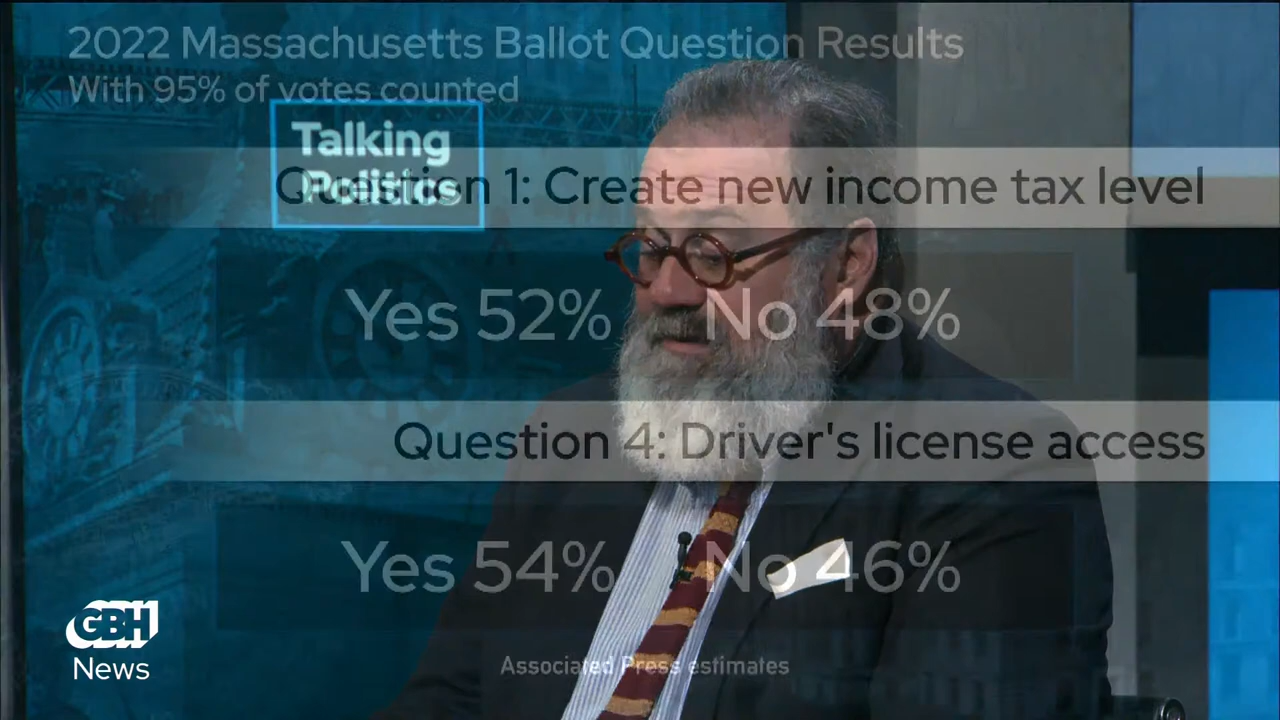 2022 Massachusetts Ballot Question Results
With 95% of votes counted
Talking
Politics
Question 1: Create new income tax level
Yes 52% No 48%
Question 4: Driver's license access
Yes 54% No 46%
GBH
News
Associated Press estimates